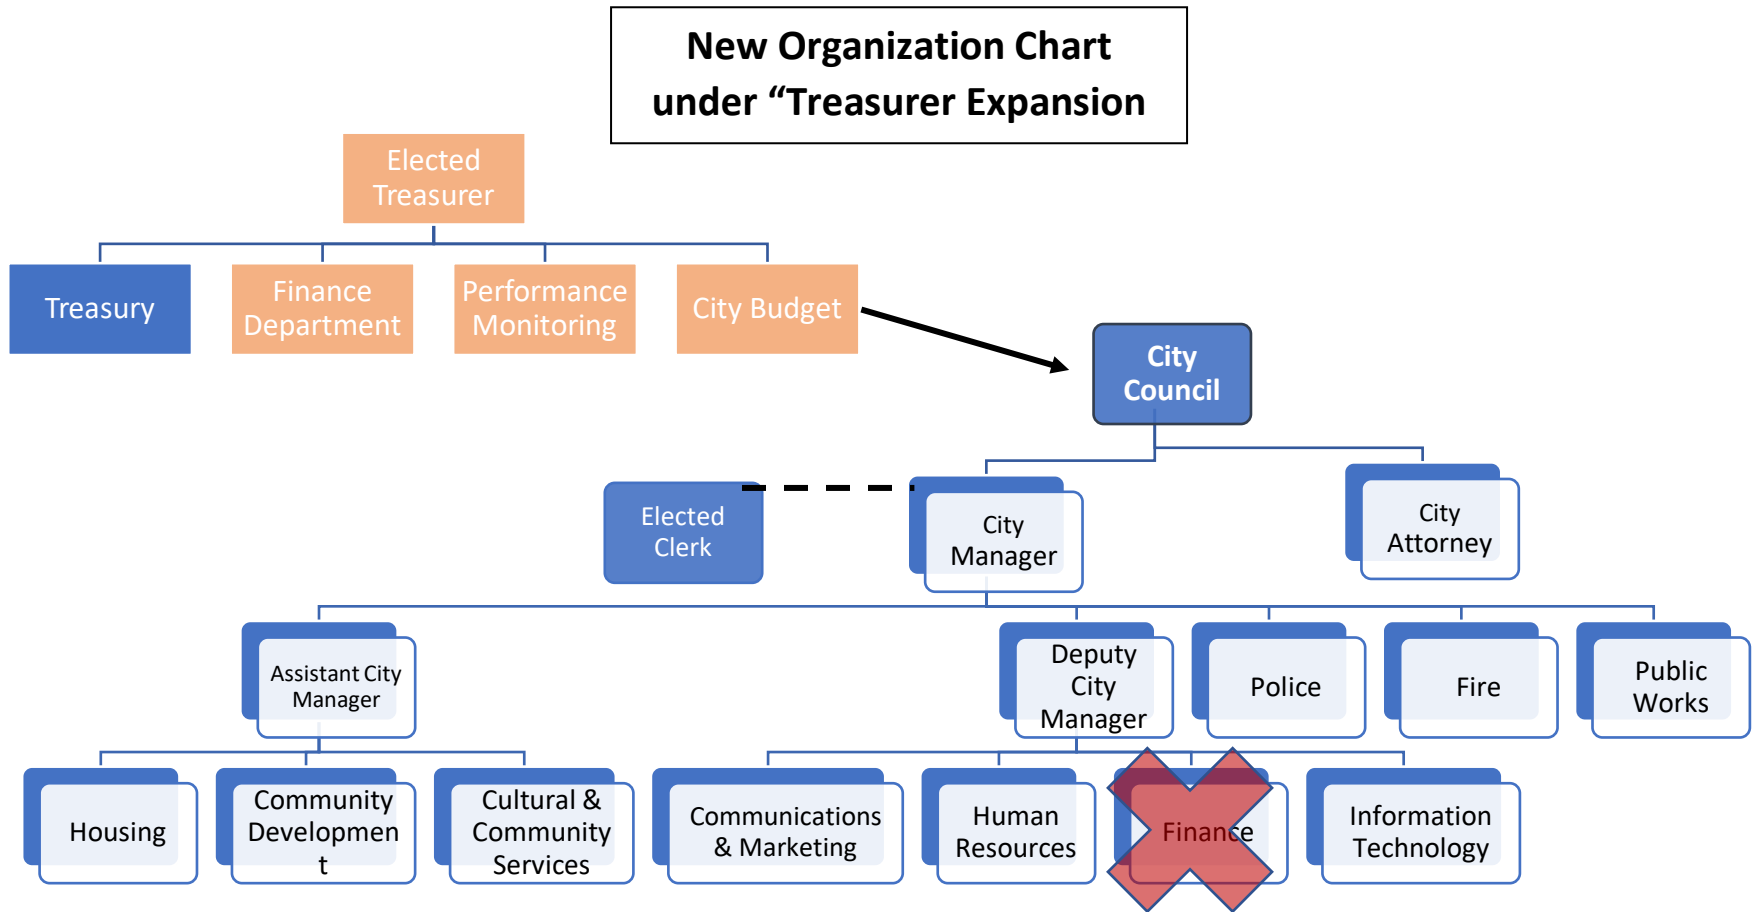 New Organization Chart
under “Treasurer Expansion
Elected
Treasurer
Treasury
Finance
Department
Performance
Monitoring
City Budget
City
Council
Elected
Clerk
City
Manager
City
Attorney
Assistant City
Manager
Deputy
City
Manager
Police
Fire
Public
Works
Housing
Community
Developmen
t
Cultural &
Community
Services
Communications
& Marketing
Human
Resources
Finance
Information
Technology